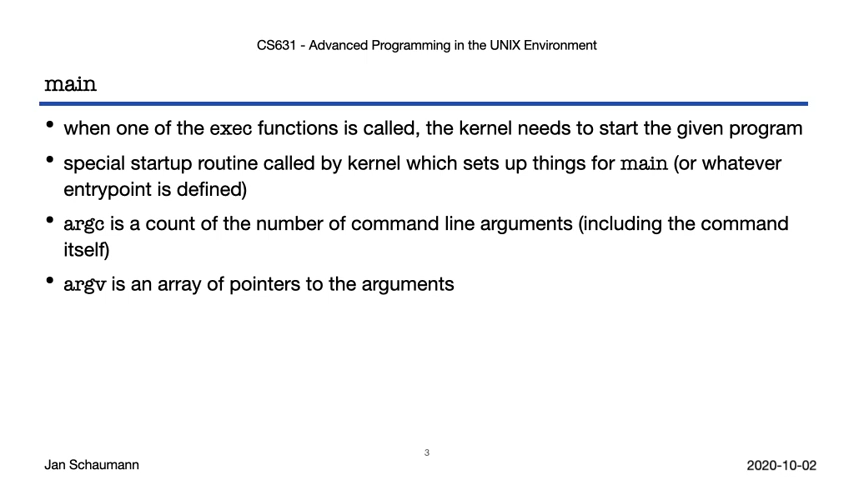 CS631 - Advanced Programming in the UNIX Environment
main
• when one of the exec functions is called, the kernel needs to start the given program
• special startup routine called by kernel which sets up things for main (or whatever
entrypoint is defined)
• argc is a count of the number of command line arguments (including the command
itself)
• argv is an array of pointers to the arguments
3
Jan Schaumann
2020-10-02